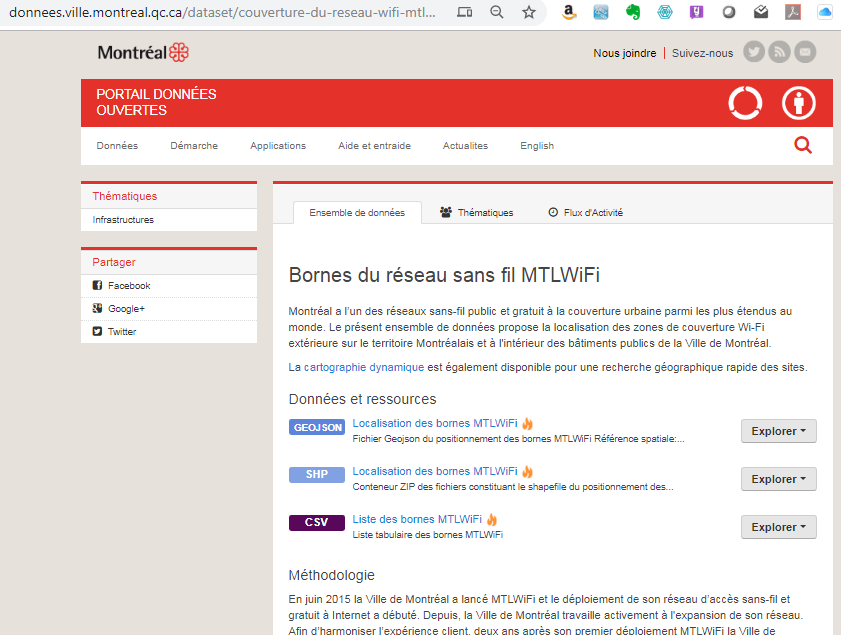 donnees.ville.montreal.qc.ca/dataset/couverture-du-reseau-wifi-mtl...
Montréal
Nous joindre | Suivez-nous
PORTAIL DONNÉES
OUVERTES
Données Démarche Applications Aide et entraide Actualites English
Thématiques
Infrastructures
Partager
Facebook
Google+
Twitter
Ensemble de données Thématiques Flux d'Activité
Bornes du réseau sans fil MTLWiFi
Montréal a l'un des réseaux sans-fil public et gratuit à la couverture urbaine parmi les plus étendus au
monde. Le présent ensemble de données propose la localisation des zones de couverture Wi-Fi
extérieure sur le territoire Montréalais et à l'intérieur des bâtiments publics de la Ville de Montréal.
La cartographie dynamique est également disponible pour une recherche géographique rapide des sites.
Données et ressources
GEOJSON Localisation des bornes MTLWiFi Explorer
Fichier Geojson du positionnement des bornes MTLWiFi Référence spatiale:...
SHP Localisation des bornes MTLWiFi Explorer
Conteneur ZIP des fichiers constituant le shapefile du positionnement des...
CSV Liste des bornes MTLWiFi Explorer
Liste tabulaire des bornes MTLWiFi
Méthodologie
En juin 2015 la Ville de Montréal a lancé MTLWiFi et le déploiement de son réseau d'accès sans-fil et
gratuit à Internet a débuté. Depuis, la Ville de Montréal travaille activement à l'expansion de son réseau.
Afin d'harmoniser l'expérience client, deux ans après son premier déploiement MTLWiFi la Ville de